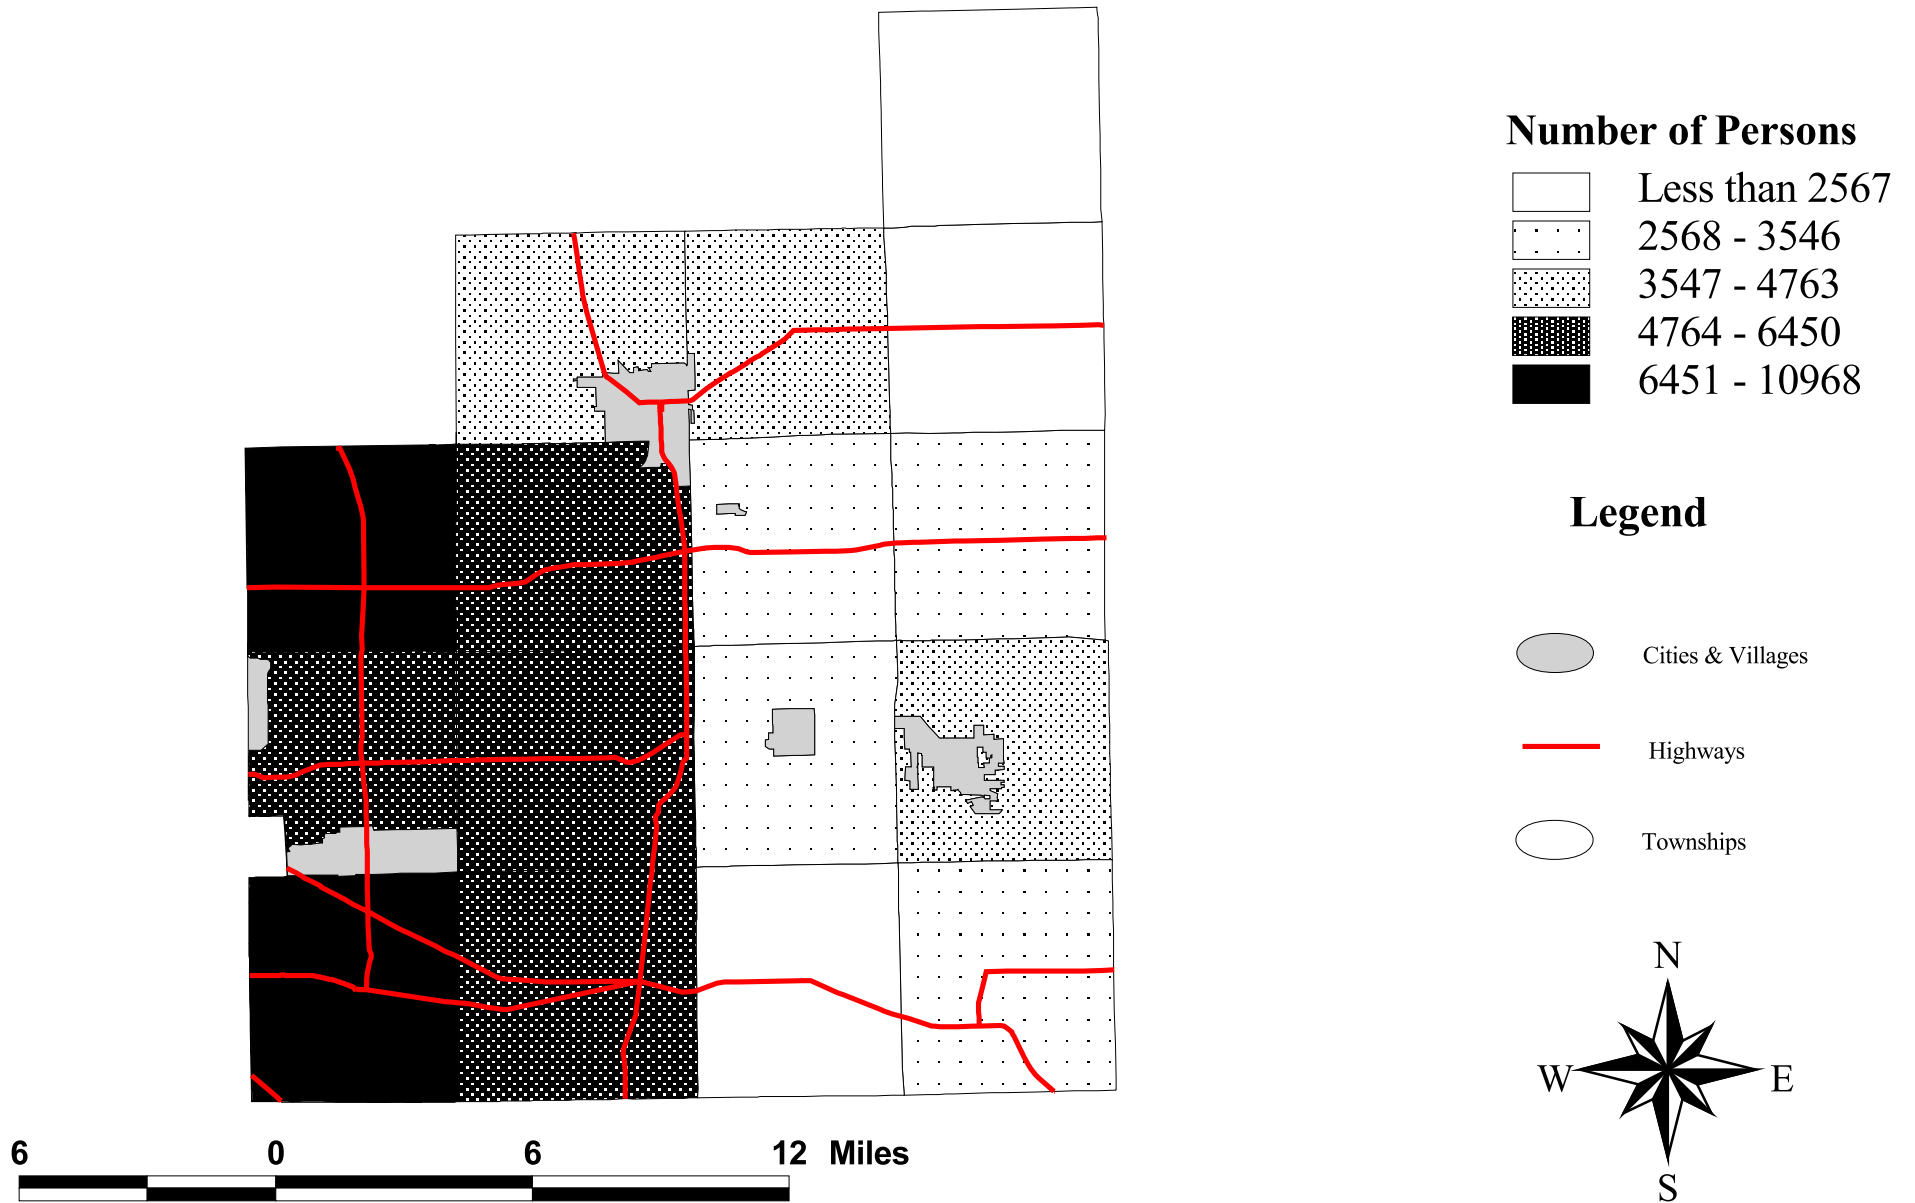 Number of Persons
Less than 2567
2568 - 3546
3547 - 4763
4764 - 6450
6451 - 10968
Legend
Cities & Villages
Highways
Townships
N
W E
S
6 0 6 12 Miles